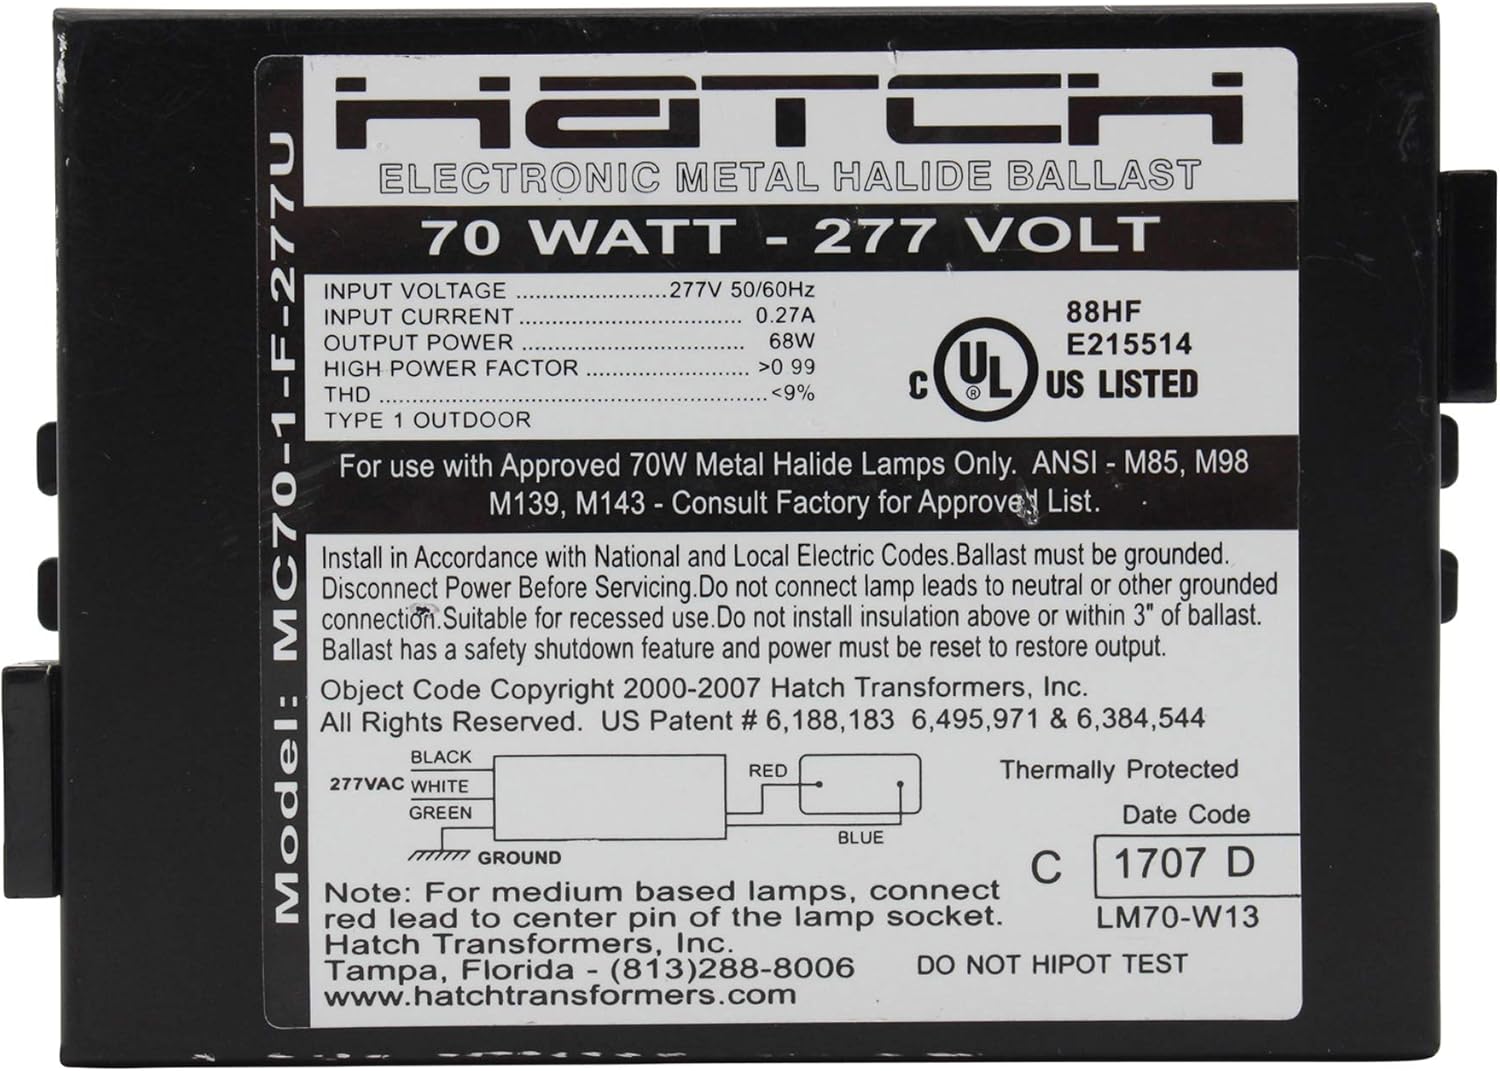 HATCH
ELECTRONIC METAL HALIDE BALLAST
70 WATT - 277 VOLT
Model: MC70-1-F-277U
INPUT VOLTAGE ......................277V 50/60Hz
INPUT CURRENT................................. 0.27A
OUTPUT POWER ................................. 68W
HIGH POWER FACTOR ........................ >0 99
THD .........................................................<9%
TYPE 1 OUTDOOR
88HF
E215514
C UL ® US LISTED
For use with Approved 70W Metal Halide Lamps Only. ANSI - M85, M98
M139, M143 - Consult Factory for Approved List.
Install in Accordance with National and Local Electric Codes.Ballast must be grounded.
Disconnect Power Before Servicing.Do not connect lamp leads to neutral or other grounded
connection.Suitable for recessed use.Do not install insulation above or within 3" of ballast.
Ballast has a safety shutdown feature and power must be reset to restore output.
Object Code Copyright 2000-2007 Hatch Transformers, Inc.
All Rights Reserved. US Patent # 6,188,183 6,495,971 & 6,384,544
BLACK
277VAC WHITE
GREEN
GROUND
RED
BLUE
Thermally Protected
Date Code
C 1707 D
LM70-W13
Note: For medium based lamps, connect
red lead to center pin of the lamp socket.
Hatch Transformers, Inc.
Tampa, Florida - (813)288-8006
www.hatchtransformers.com
DO NOT HIPOT TEST